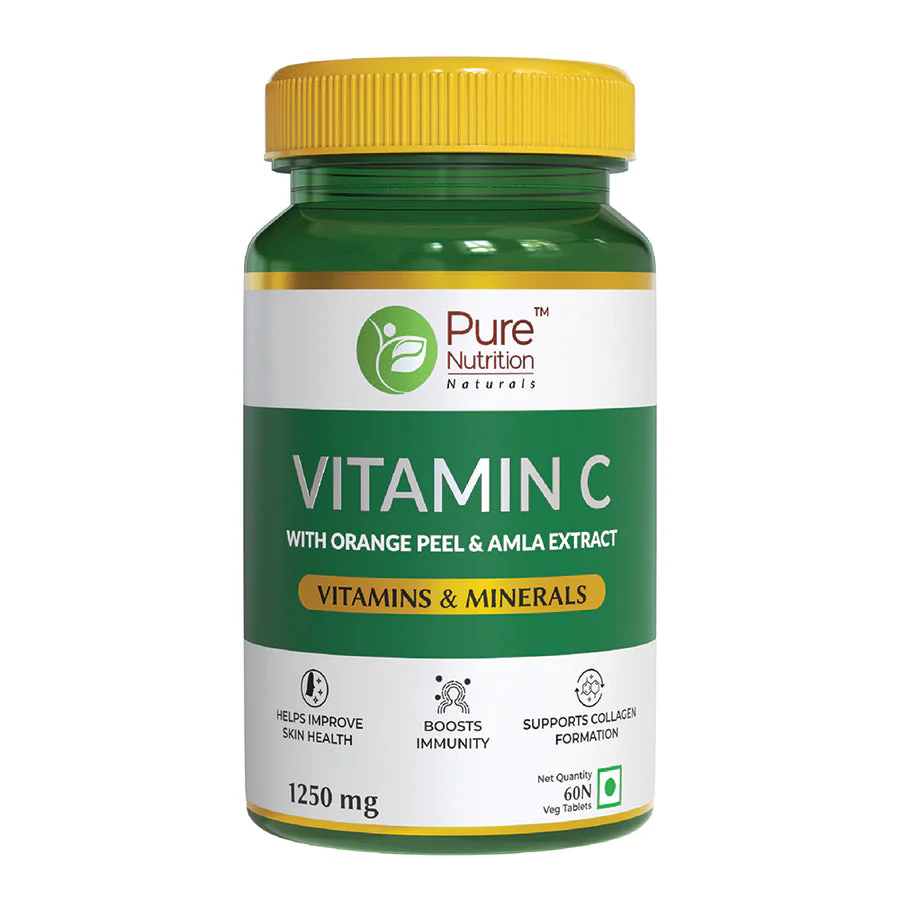 Pure™
Nutrition
Naturals
VITAMIN C
WITH ORANGE PEEL & AMLA EXTRACT
VITAMINS & MINERALS
HELPS IMPROVE
SKIN HEALTH
BOOSTS
IMMUNITY
SUPPORTS COLLAGEN
FORMATION
1250 mg
Net Quantity
60N
Veg Tablets